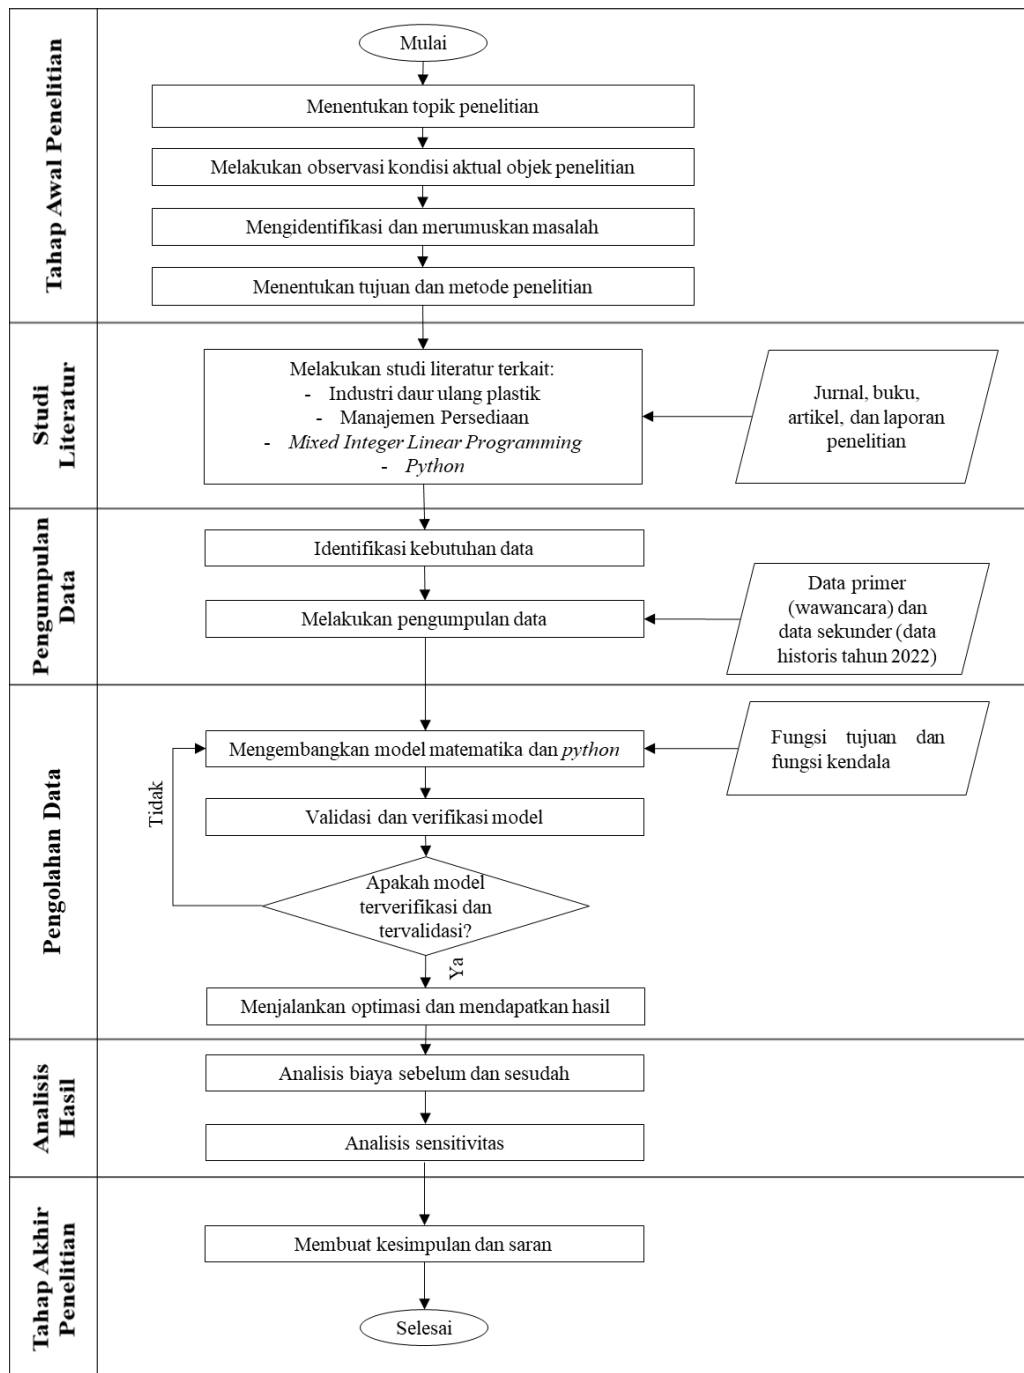 Tahap Awal Penelitian
Mulai
Menentukan topik penelitian
Melakukan observasi kondisi aktual objek penelitian
Mengidentifikasi dan merumuskan masalah
Menentukan tujuan dan metode penelitian
Studi
Literatur
Melakukan studi literatur terkait:
- Industri daur ulang plastik
- Manajemen Persediaan
- Mixed Integer Linear Programming
- Python
Jurnal, buku,
artikel, dan laporan
penelitian
Pengumpulan
Data
Identifikasi kebutuhan data
Melakukan pengumpulan data
Data primer
(wawancara) dan
data sekunder (data
historis tahun 2022)
Pengolahan Data
Mengembangkan model matematika dan python
Fungsi tujuan dan
fungsi kendala
Validasi dan verifikasi model
Tidak
Apakah model
terverifikasi dan
tervalidasi?
Ya
Menjalankan optimasi dan mendapatkan hasil
Analisis
Hasil
Analisis biaya sebelum dan sesudah
Analisis sensitivitas
Tahap Akhir
Penelitian
Membuat kesimpulan dan saran
Selesai